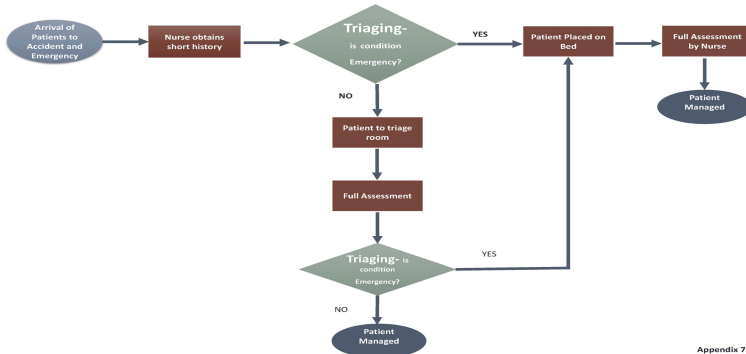 Arrival of
Patients to
Accident and
Emergency
Nurse obtains
short history
Triaging-
is condition
Emergency?
YES
Patient Placed on
Bed
Full Assessment
by Nurse
Patient
Managed
NO
Patient to triage
room
Full Assessment
Triaging- is
condition
Emergency?
YES
NO
Patient
Managed
Appendix 7